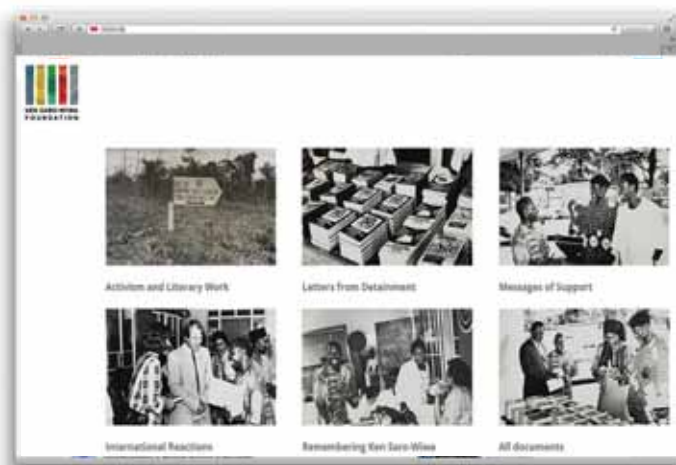 KEN SARO-WIWA
FOUNDATION
Activism and Literary Work
Letters from Detainment
Messages of Support
International Reactions
Remembering Ken Saro-Wiwa
All documents